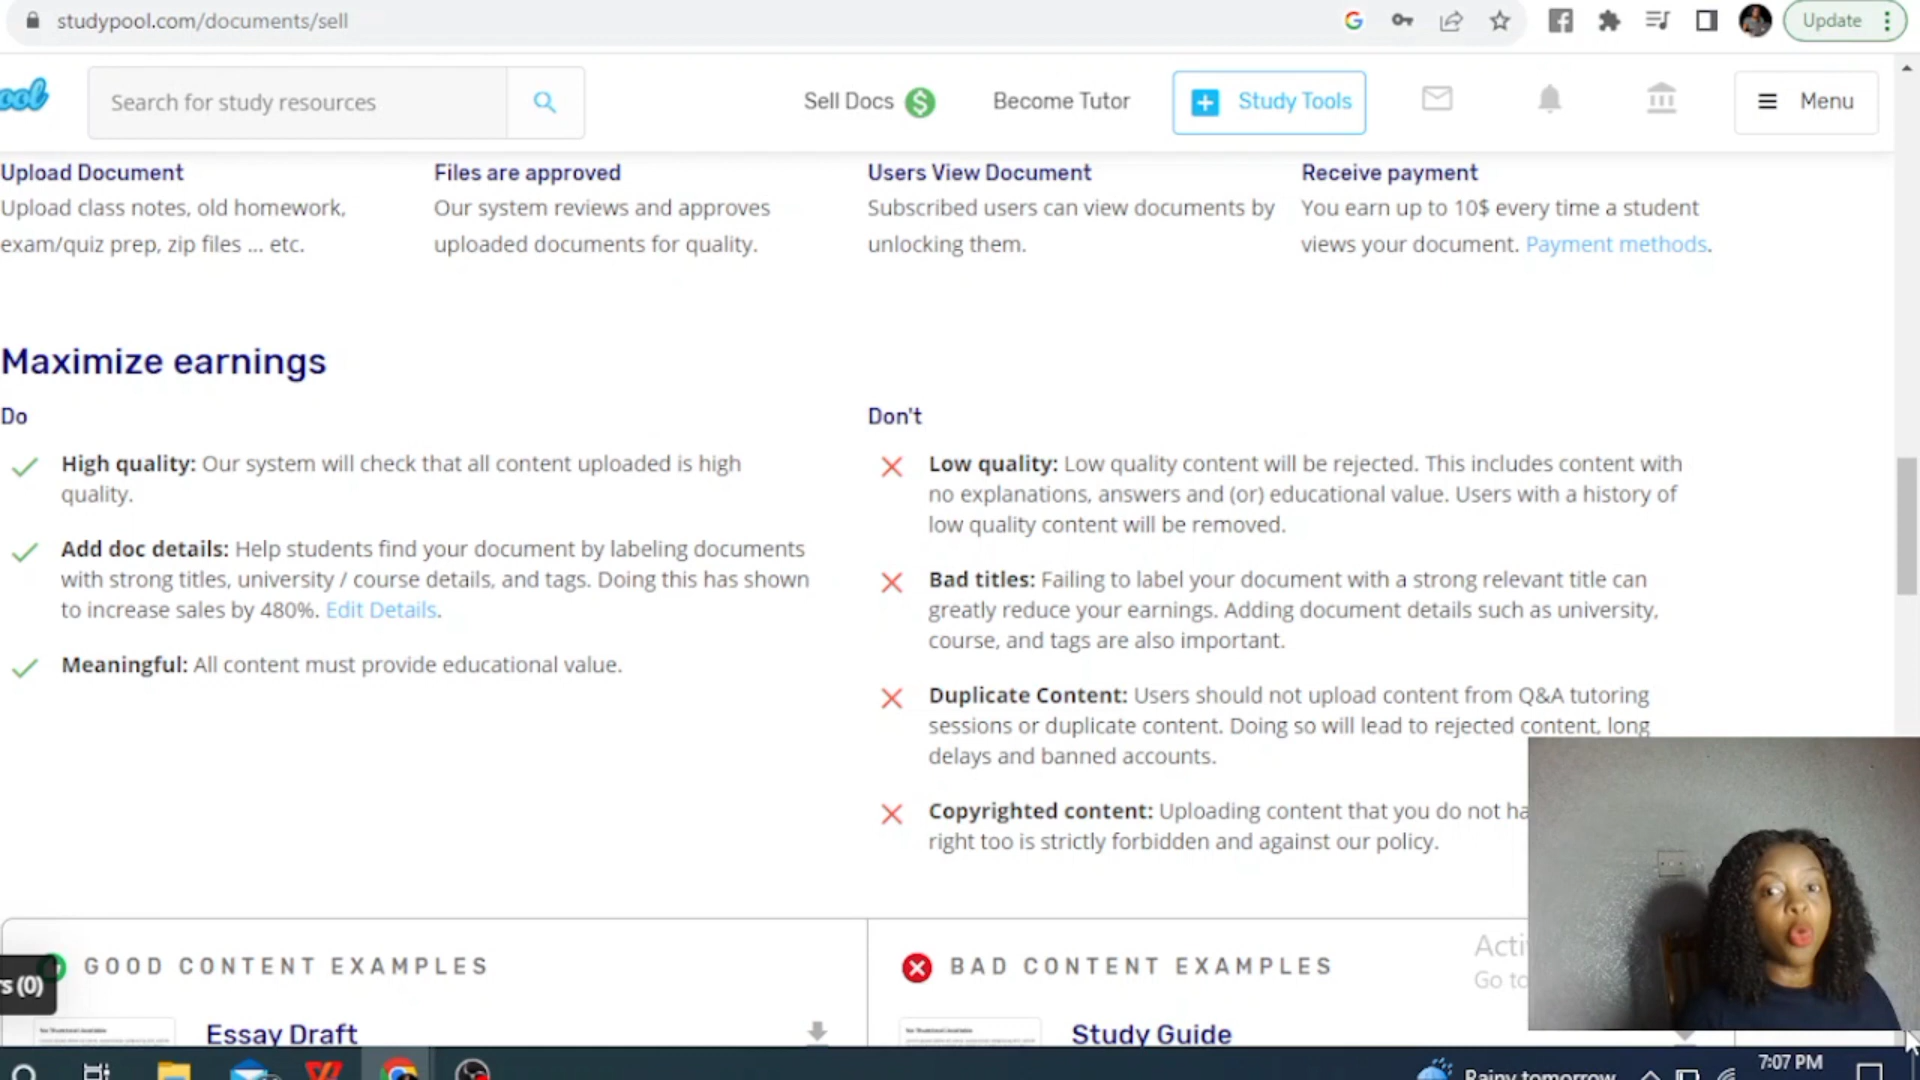 studypool.com/documents/sell
Update
ool
Search for study resources
Sell Docs
Become Tutor
Study Tools
Menu
Upload Document
Upload class notes, old homework,
exam/quiz prep, zip files ... etc.
Files are approved
Our system reviews and approves
uploaded documents for quality.
Users View Document
Subscribed users can view documents by
unlocking them.
Receive payment
You earn up to 10$ every time a student
views your document. Payment methods.
Maximize earnings
Do
High quality: Our system will check that all content uploaded is high
quality.
Add doc details: Help students find your document by labeling documents
with strong titles, university / course details, and tags. Doing this has shown
to increase sales by 480%. Edit Details.
Meaningful: All content must provide educational value.
Don't
Low quality: Low quality content will be rejected. This includes content with
no explanations, answers and (or) educational value. Users with a history of
low quality content will be removed.
Bad titles: Failing to label your document with a strong relevant title can
greatly reduce your earnings. Adding document details such as university,
course, and tags are also important.
Duplicate Content: Users should not upload content from Q&A tutoring
sessions or duplicate content. Doing so will lead to rejected content, long
delays and banned accounts.
Copyrighted content: Uploading content that you do not ha
right too is strictly forbidden and against our policy.
GOOD CONTENT EXAMPLES
Essay Draft
BAD CONTENT EXAMPLES
Study Guide
Acti
Go to
rs (0)
Rainy tomorrow
7:07 PM